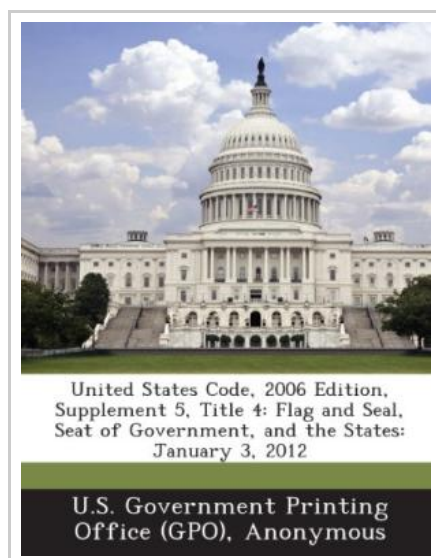 United States Code, 2006 Edition,
Supplement 5, Title 4: Flag and Seal,
Seat of Government, and the States:
January 3, 2012
U.S. Government Printing
Office (GPO), Anonymous